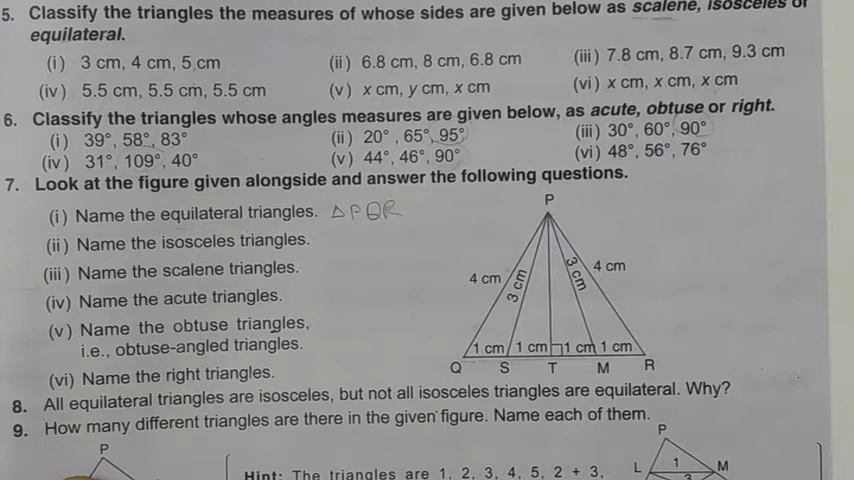 5. Classify the triangles the measures of whose sides are given below as scalene, isosceles or
equilateral.
(i) 3 cm, 4 cm, 5 cm (ii) 6.8 cm, 8 cm, 6.8 cm (iii) 7.8 cm, 8.7 cm, 9.3 cm
(iv) 5.5 cm, 5.5 cm, 5.5 cm (v) x cm, y cm, x cm (vi) x cm, x cm, x cm
6. Classify the triangles whose angles measures are given below, as acute, obtuse or right.
(i) 39°, 58°, 83° (ii) 20°, 65°, 95° (iii) 30°, 60°, 90°
(iv) 31°, 109°, 40° (v) 44°, 46°, 90° (vi) 48°, 56°, 76°
7. Look at the figure given alongside and answer the following questions.
(i) Name the equilateral triangles. △PQR
(ii) Name the isosceles triangles.
(iii) Name the scalene triangles.
(iv) Name the acute triangles.
(v) Name the obtuse triangles,
i.e., obtuse-angled triangles.
(vi) Name the right triangles.
P
4 cm 3 cm 3 cm 4 cm
1 cm 1 cm 1 cm 1 cm
Q S T M R
8. All equilateral triangles are isosceles, but not all isosceles triangles are equilateral. Why?
9. How many different triangles are there in the given figure. Name each of them.
P
P
L 1 M
Hint: The triangles are 1, 2, 3, 4, 5, 2 + 3,
3